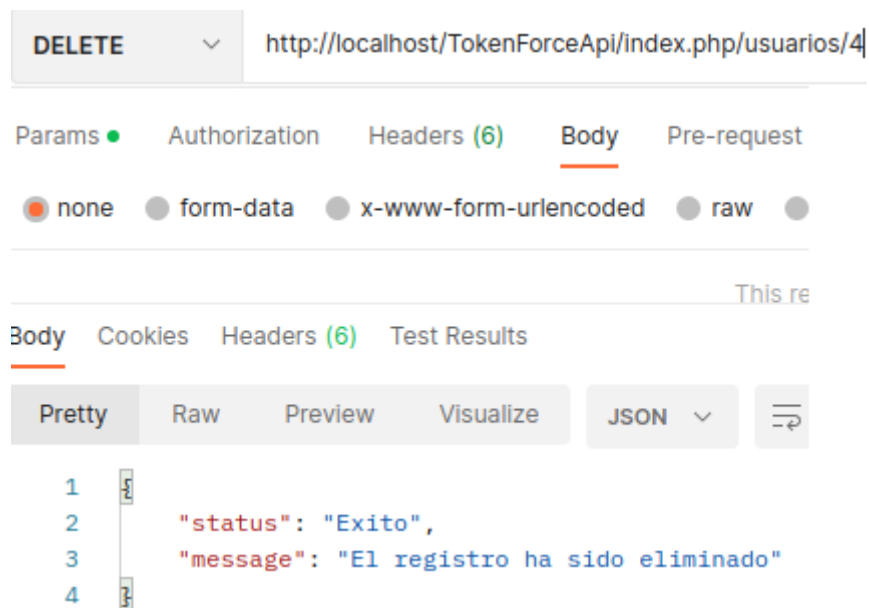 DELETE http://localhost/TokenForceApi/index.php/usuarios/4
Params Authorization Headers (6) Body Pre-request
none form-data x-www-form-urlencoded raw
This re
Body Cookies Headers (6) Test Results
Pretty Raw Preview Visualize JSON
1 {
2 "status": "Exito",
3 "message": "El registro ha sido eliminado"
4 }